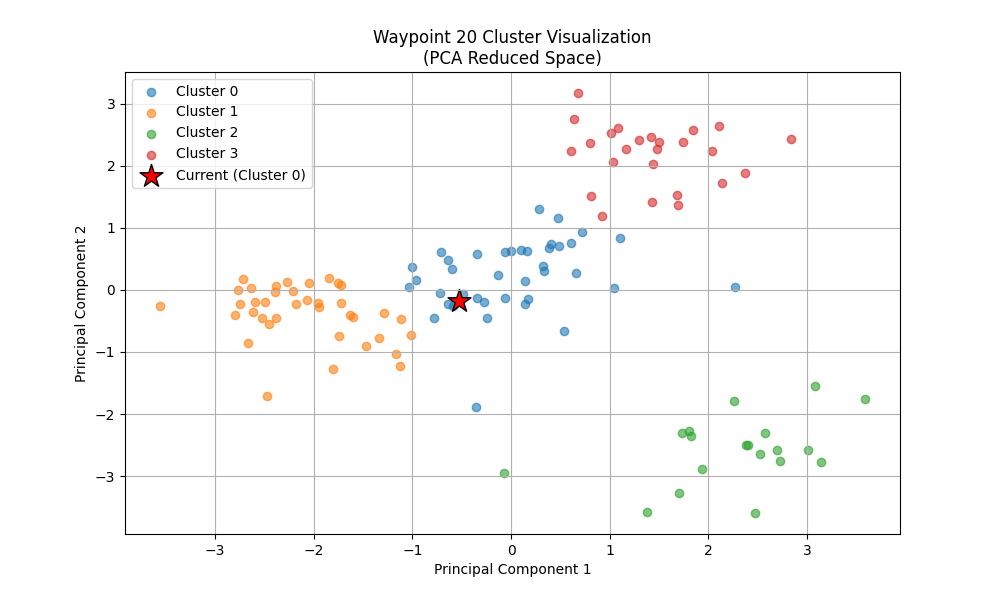 Waypoint 20 Cluster Visualization
(PCA Reduced Space)
Cluster 0
Cluster 1
Cluster 2
Cluster 3
Current (Cluster 0)
Principal Component 2
3
2
1
0
−1
−2
−3
−3
−2
−1
0
1
2
3
Principal Component 1